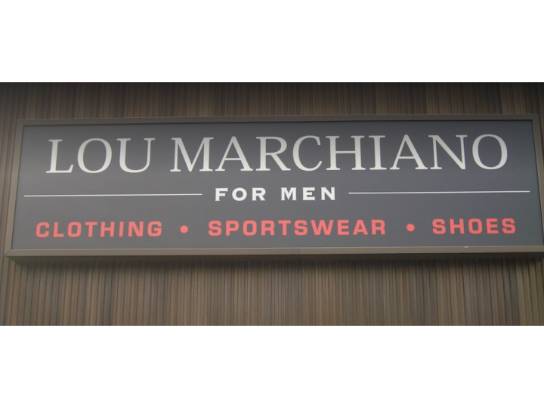 LOU MARCHIANO
FOR MEN
CLOTHING • SPORTSWEAR • SHOES